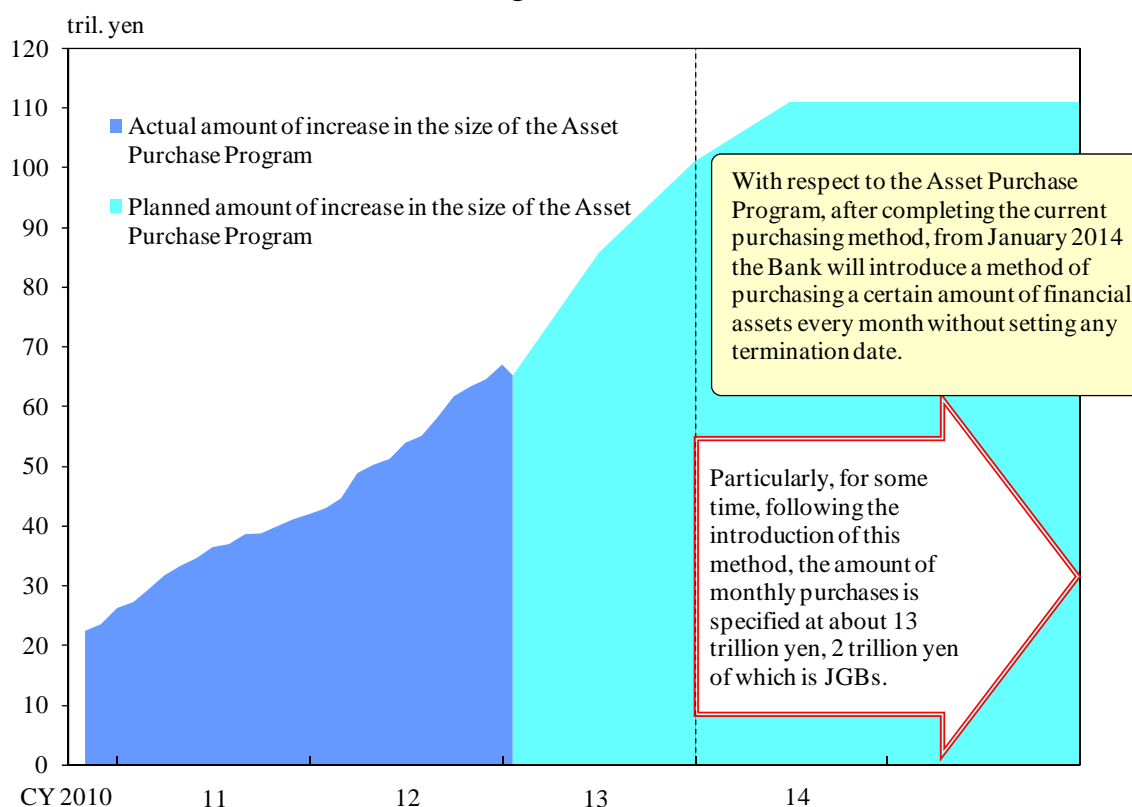 tril. yen
120
110
100
90
80
70
60
50
40
30
20
10
0
Actual amount of increase in the size of the Asset
Purchase Program
Planned amount of increase in the size of the Asset
Purchase Program
With respect to the Asset Purchase
Program, after completing the current
purchasing method, from January 2014
the Bank will introduce a method of
purchasing a certain amount of financial
assets every month without setting any
termination date.
Particularly, for some
time, following the
introduction of this
method, the amount of
monthly purchases is
specified at about 13
trillion yen, 2 trillion yen
of which is JGBs.
CY 2010 11 12 13 14